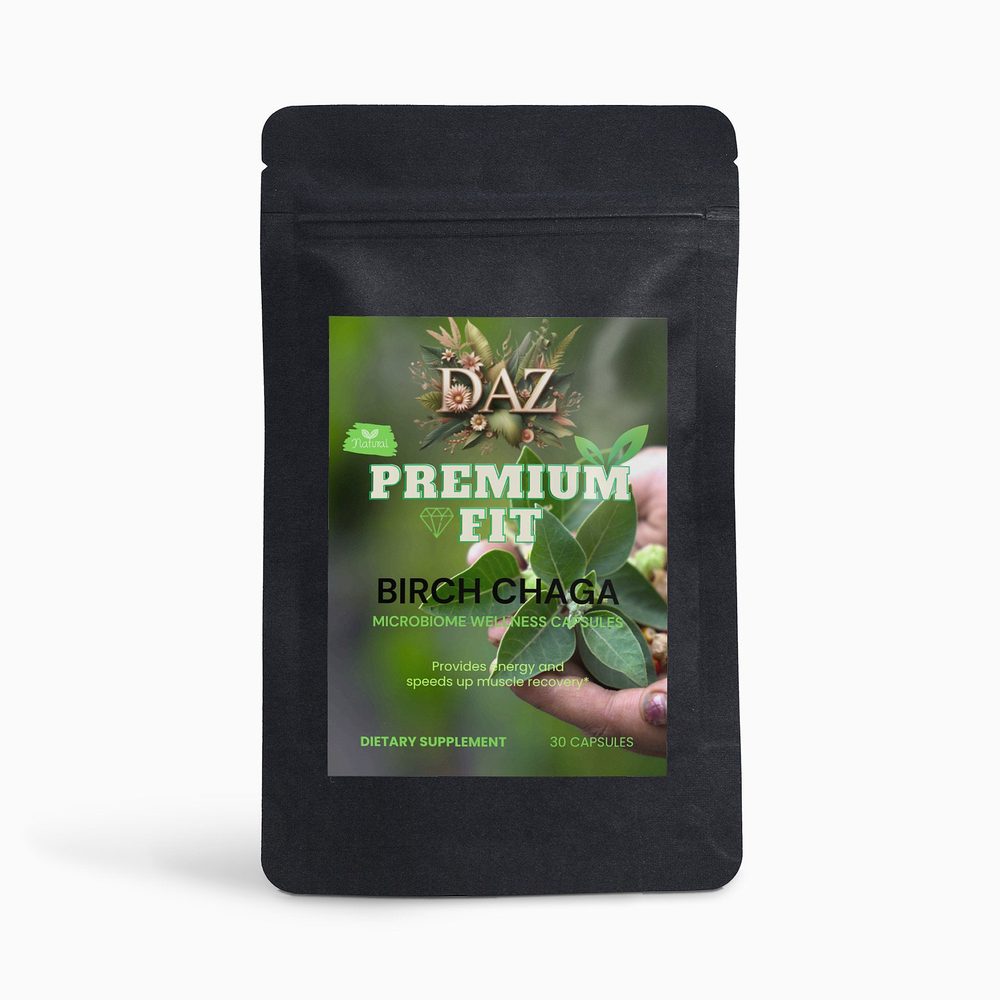 DAZ
Natural
PREMIUM
FIT
BIRCH CHAGA
MICROBIOME WELLNESS CAPSULES
Provides energy and
speeds up muscle recovery*
DIETARY SUPPLEMENT
30 CAPSULES